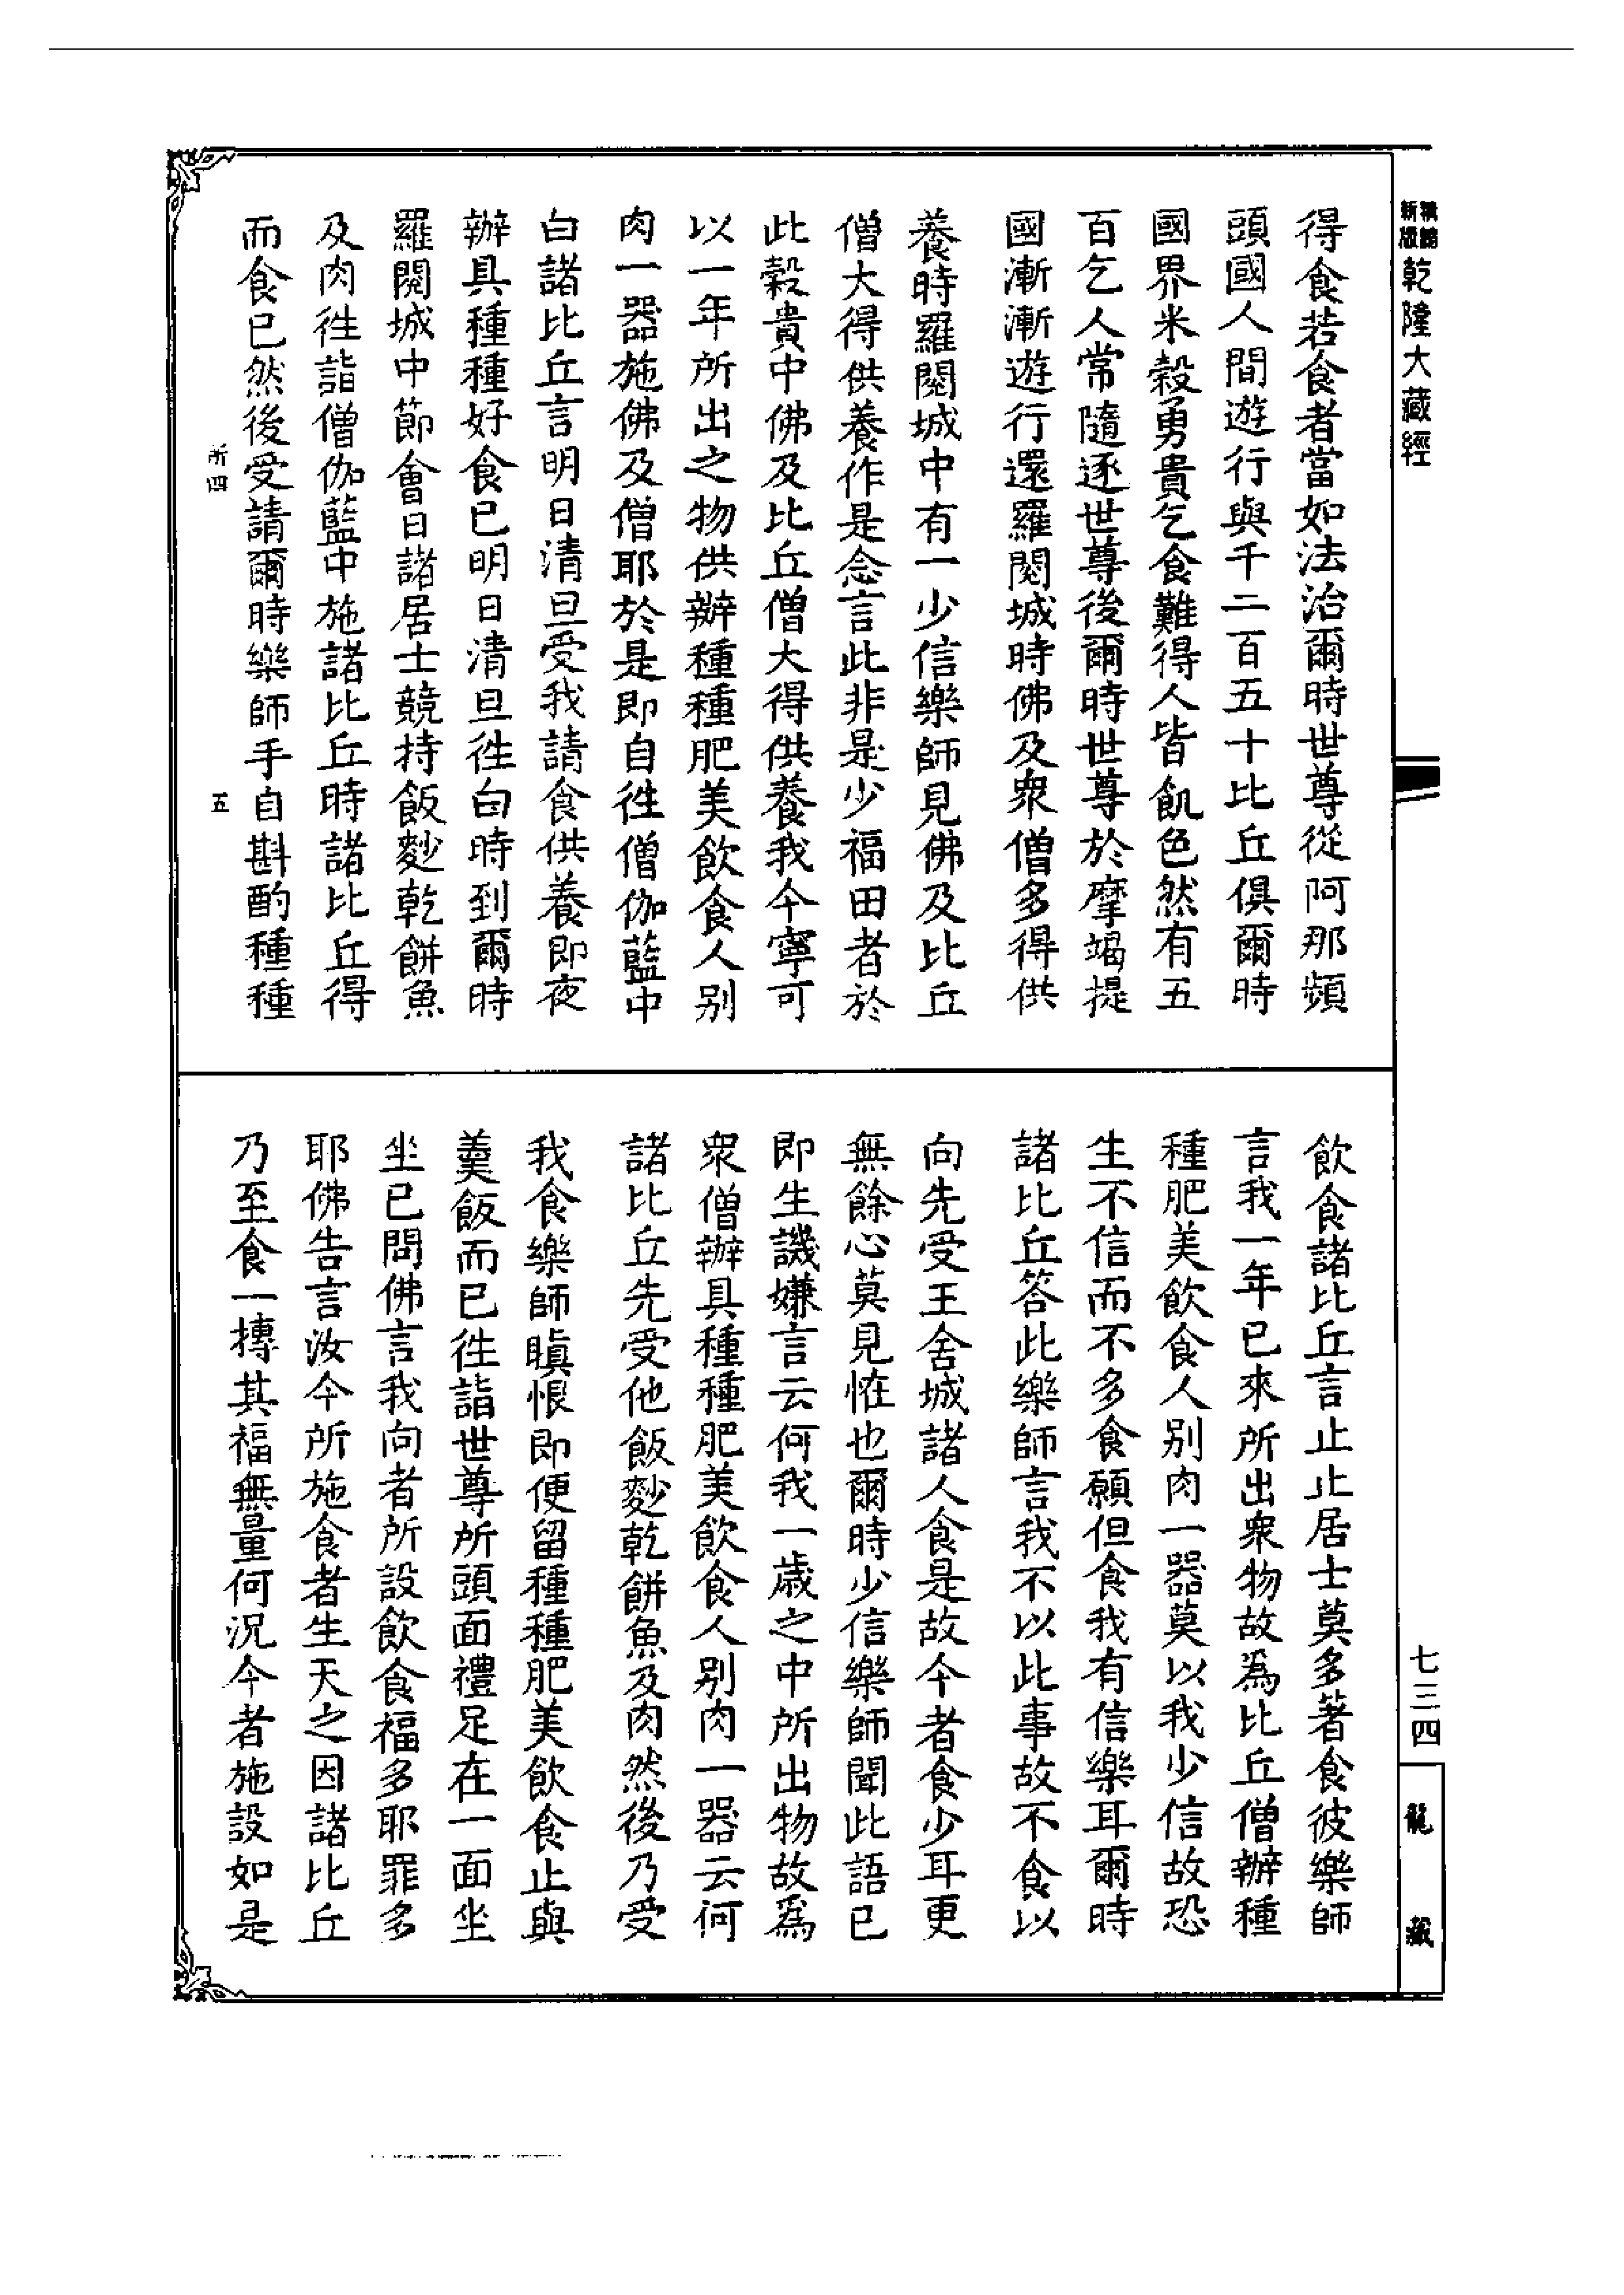 新編
縮版
乾隆大藏經
得食若食者當如法治爾時世尊從阿那頻
頭國人間遊行與千二百五十比丘俱爾時
國界米穀勇貴乞食難得人皆飢色然有五
百乞人常隨逐世尊後爾時世尊於摩竭提
國漸漸遊行還羅閱城時佛及衆僧多得供
養時羅閱城中有一少信樂師見佛及比丘
僧大得供養作是念言此非是少福田者於
此穀貴中佛及比丘僧大得供養我今寧可
以一年所出之物供辦種種肥美飲食人别
肉一器施佛及僧耶於是即自徃僧伽藍中
白諸比丘言明日清旦受我請食供養即夜
辦具種種好食已明日清旦徃白時到爾時
羅閱城中節會日諸居士競持飯麨乾餅魚
及肉徃詣僧伽藍中施諸比丘時諸比丘得
而食已然後受請爾時樂師手自斟酌種種
所四
五
飲食諸比丘言止止居士莫多著食彼樂師
言我一年已來所出衆物故爲比丘僧辦種
種肥美飲食人别肉一器莫以我少信故恐
生不信而不多食願但食我有信樂耳爾時
諸比丘答此樂師言我不以此事故不食以
向先受王舍城諸人食是故今者食少耳更
無餘心莫見恠也爾時少信樂師聞此語已
即生譏嫌言云何我一歲之中所出物故爲
衆僧辦具種種肥美飲食人别肉一器云何
諸比丘先受他飯麨乾餅魚及肉然後乃受
我食樂師瞋恨即便留種種肥美飲食止與
羹飯而已徃詣世尊所頭面禮足在一面坐
坐已問佛言我向者所設飲食福多耶罪多
耶佛告言汝今所施食者生天之因諸比丘
乃至食一摶其福無量何況今者施設如是
七三四
龍藏